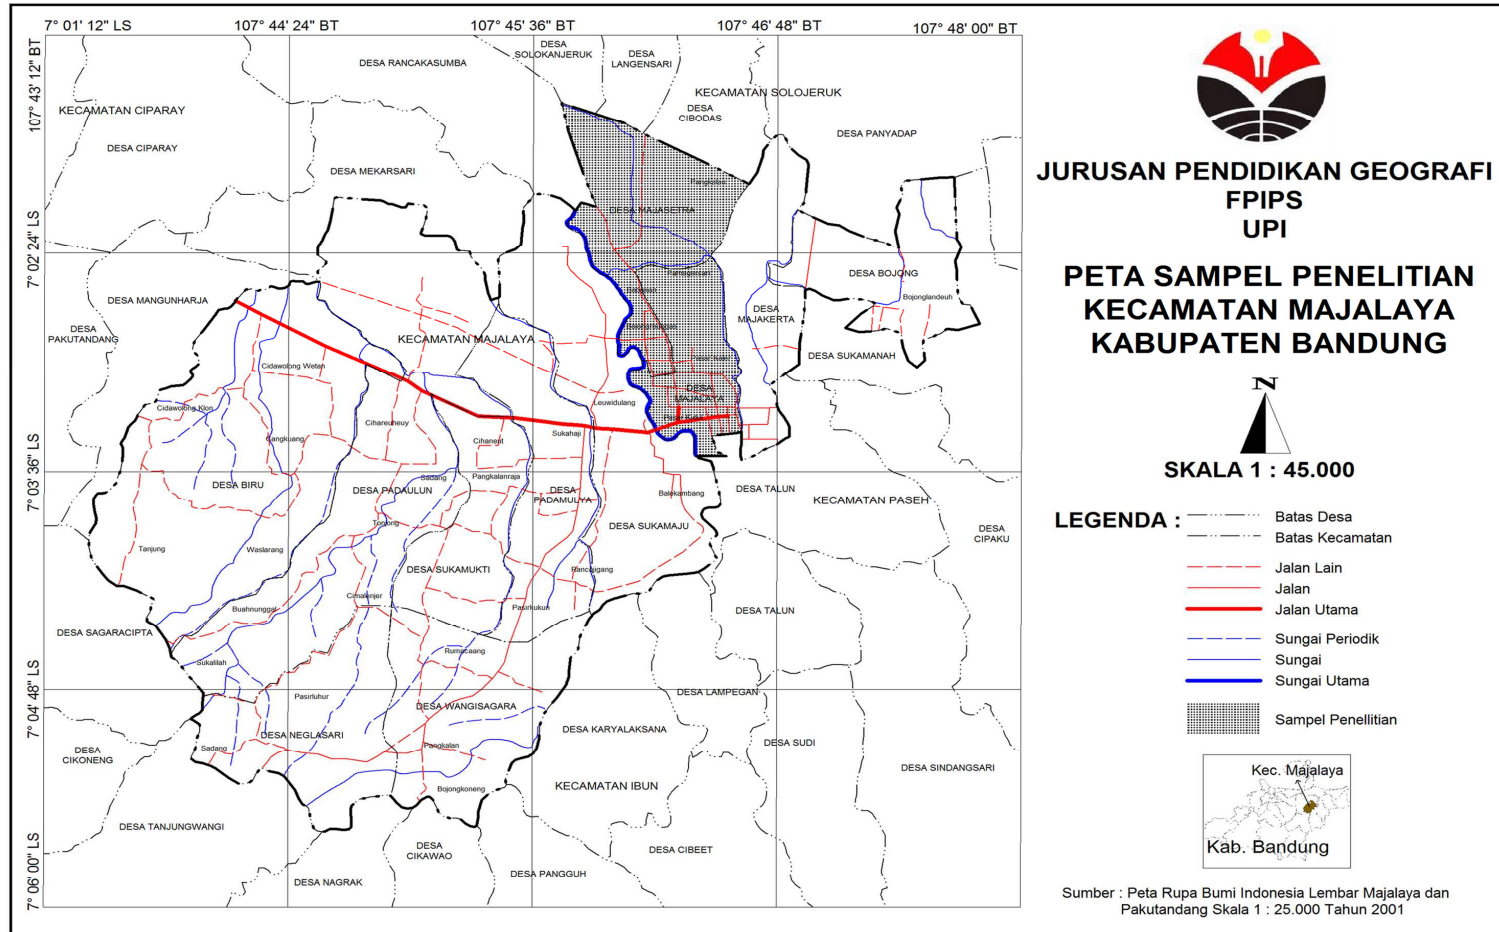 7° 01' 12" LS
107° 44' 24" BT
107° 45' 36" BT
107° 46' 48" BT
107° 48' 00" BT
107° 43' 12" BT
7° 02' 24" LS
7° 03' 36" LS
7° 04' 48" LS
7° 06' 00" LS
DESA RANCAKASUMBA
DESA
SOLOKANJERUK
DESA
LANGENSARI
KECAMATAN SOLOJERUK
DESA
CIBODAS
KECAMATAN CIPARAY
DESA PANYADAP
DESA CIPARAY
DESA MEKARSARI
DESA MAJASETRA
DESA BOJONG
Bojonglandeuh
DESA MANGUNHARJA
DESA
PAKUTANDANG
DESA
MAJAKERTA
KECAMATAN MAJALAYA
DESA SUKAMANAH
Cidawolong Wetan
DESA
MAJALAYA
Cidawolong Klon
Leuwidulang
Cihareuheuy
Cangkuang
Cihaneut
Sukahaji
Sadang
Pangkalanraja
DESA BIRU
DESA PADAULUN
DESA
PADAMULYA
Balekambang
DESA TALUN
KECAMATAN PASEH
DESA SUKAMAJU
DESA
CIPAKU
Tanjung
Waslarang
DESA SUKAMUKTI
Buahnunggal
Pasirkukun
DESA TALUN
DESA SAGARACIPTA
Sukalilah
Pasirluhur
DESA WANGISAGARA
DESA LAMPEGAN
DESA NEGLASARI
DESA KARYALAKSANA
DESA SUDI
Sadang
Pangkalan
DESA
CIKONENG
DESA SINDANGSARI
Bojongkoneng
KECAMATAN IBUN
DESA TANJUNGWANGI
DESA
CIKAWAO
DESA CIBEET
DESA NAGRAK
DESA PANGGUH
JURUSAN PENDIDIKAN GEOGRAFI
FPIPS
UPI
PETA SAMPEL PENELITIAN
KECAMATAN MAJALAYA
KABUPATEN BANDUNG
N
SKALA 1 : 45.000
LEGENDA :
Batas Desa
Batas Kecamatan
Jalan Lain
Jalan
Jalan Utama
Sungai Periodik
Sungai
Sungai Utama
Sampel Penellitian
Kec. Majalaya
Kab. Bandung
Sumber : Peta Rupa Bumi Indonesia Lembar Majalaya dan
Pakutandang Skala 1 : 25.000 Tahun 2001